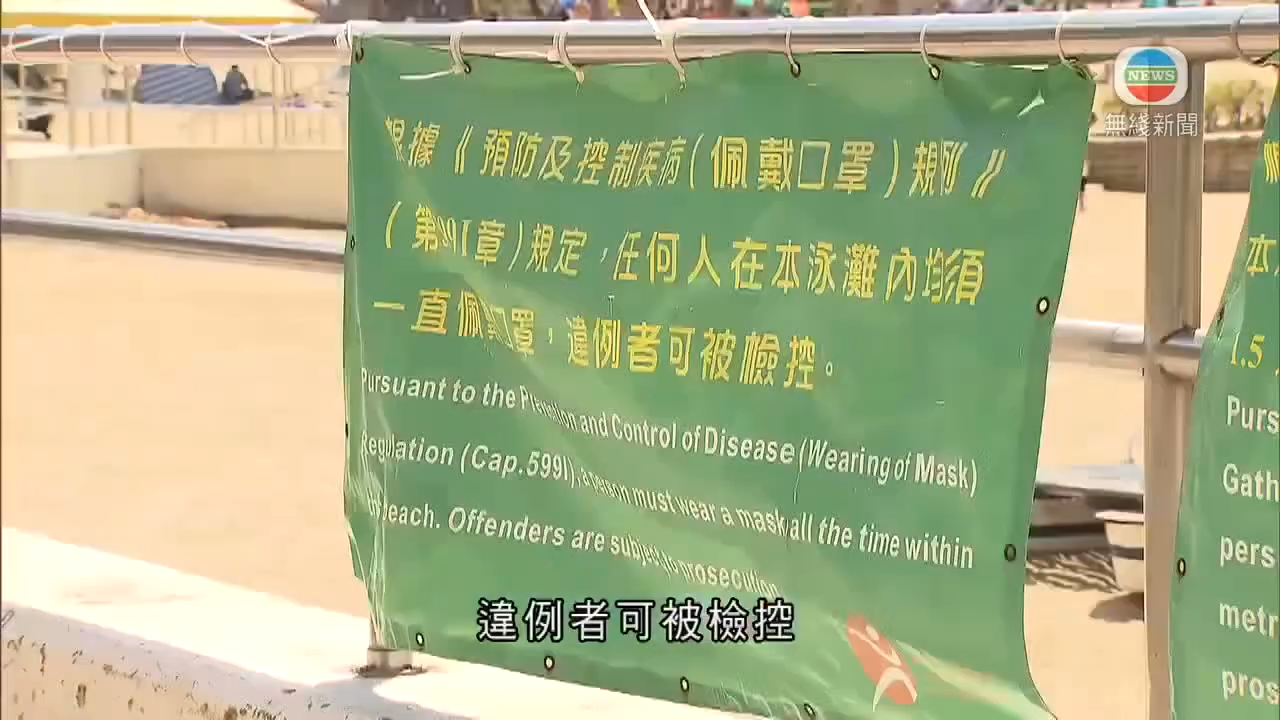 根據《預防及控制疾病(佩戴口罩)規例》
(第599I章)規定,任何人在本泳灘內均須
一直佩戴口罩,違例者可被檢控。
Pursuant to the Prevention and Control of Disease (Wearing of Mask)
Regulation (Cap.599I), a person must wear a mask all the time within
the beach. Offenders are subject to prosecution.
違例者可被檢控
NEWS
無綫新聞
本
1.5
Purs
Gath
pers
metr
pros